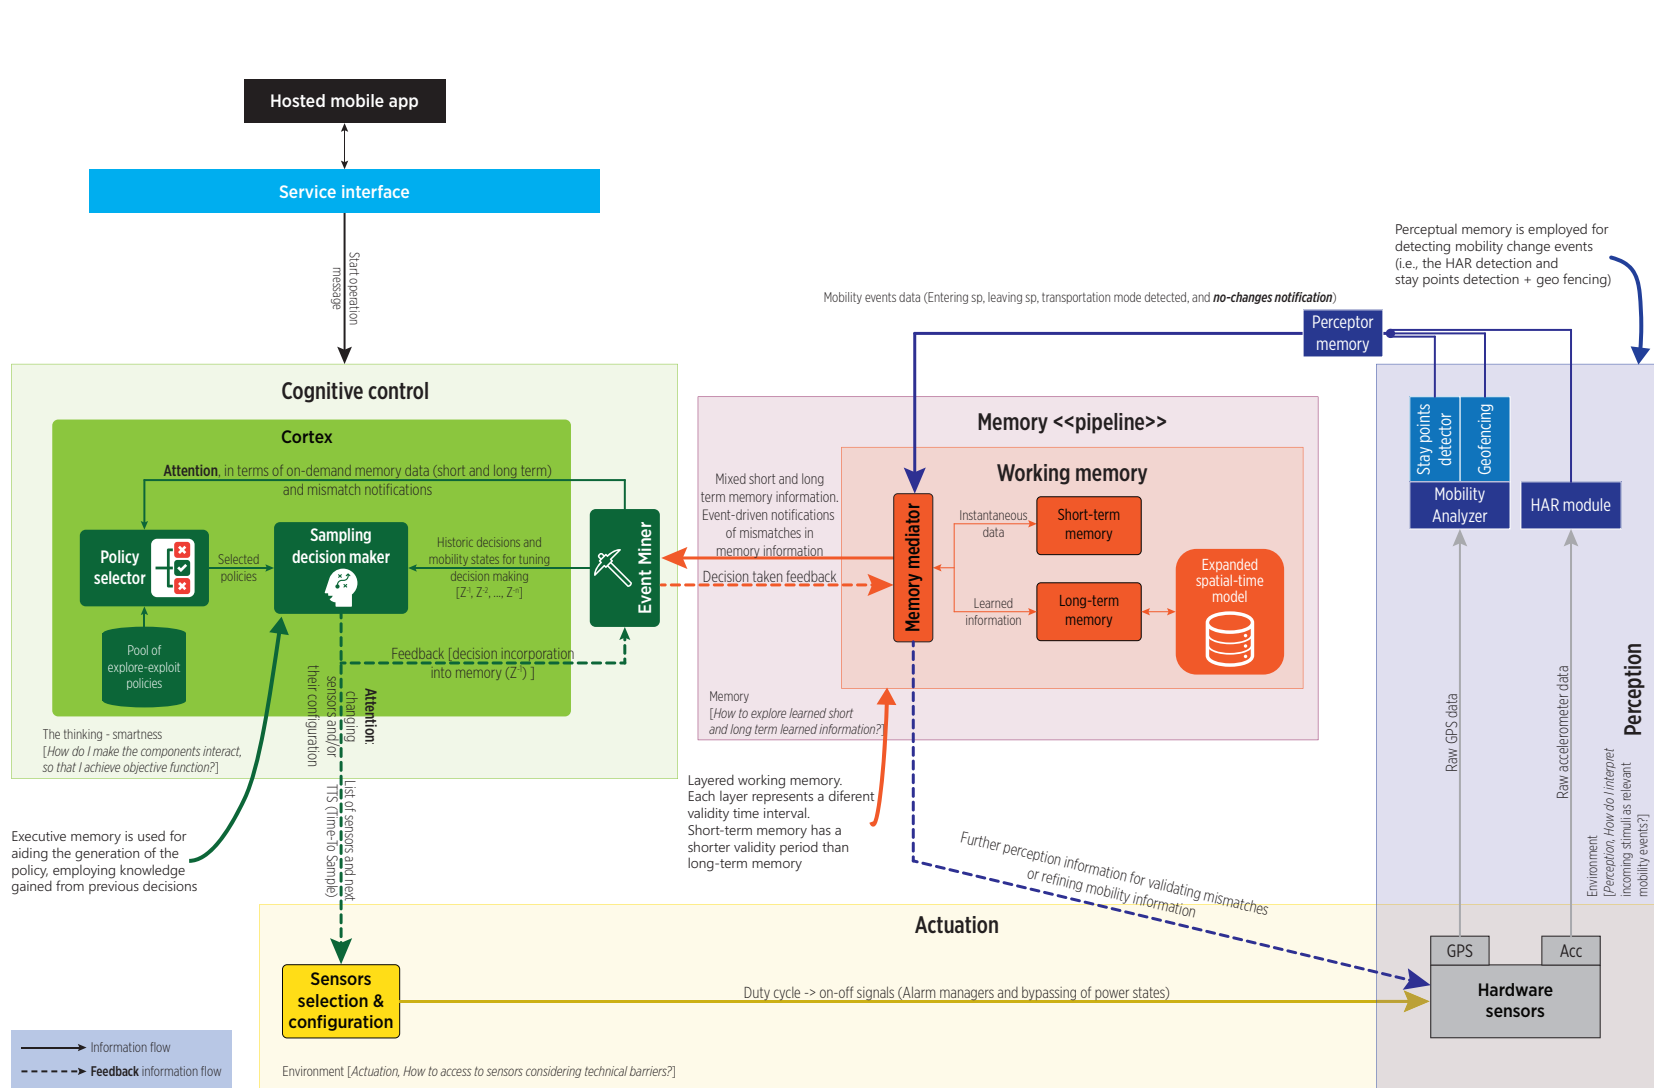 Hosted mobile app
Service interface
Start operation
message
Cognitive control
Cortex
Attention, in terms of on-demand memory data (short and long term)
and mismatch notifications
Policy
selector
Selected
policies
Sampling
decision maker
Historic decisions and
mobility states for tuning
decision making
[Z-1, Z-2, ..., Z-n]
Event Miner
Pool of
explore-exploit
policies
Feedback [decision incorporation
into memory (Z-1) ]
Attention:
changing
sensors and/or
their configuration
The thinking - smartness
[How do I make the components interact,
so that I achieve objective function?]
List of sensors and next
TTS (Time-To Sample)
Executive memory is used for
aiding the generation of the
policy, employing knowledge
gained from previous decisions
Mixed short and long
term memory information.
Event-driven notifications
of mismatches in
memory information
Decision taken feedback
Memory <<pipeline>>
Working memory
Memory mediator
Instantaneous
data
Short-term
memory
Learned
information
Long-term
memory
Expanded
spatial-time
model
Memory
[How to explore learned short
and long term learned information?]
Layered working memory.
Each layer represents a diferent
validity time interval.
Short-term memory has a
shorter validity period than
long-term memory
Mobility events data (Entering sp, leaving sp, transportation mode detected, and no-changes notification)
Perceptor
memory
Perceptual memory is employed for
detecting mobility change events
(i.e., the HAR detection and
stay points detection + geo fencing)
Stay points
detector
Geofencing
Mobility
Analyzer
HAR module
Raw GPS data
Raw accelerometer data
Perception
Environment
[Perception, How do I interpret
incoming stimuli as relevant
mobility events?]
Further perception information for validating mismatches
or refining mobility information
Actuation
GPS
Acc
Hardware
sensors
Sensors
selection &
configuration
Duty cycle -> on-off signals (Alarm managers and bypassing of power states)
Environment [Actuation, How to access to sensors considering technical barriers?]
Information flow
Feedback information flow